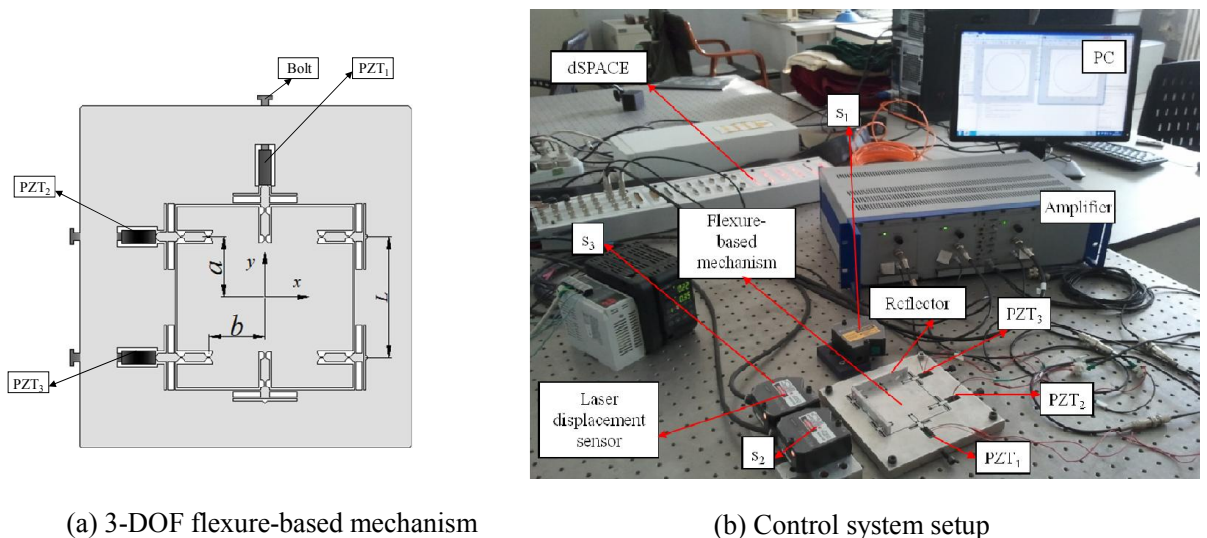 Bolt
PZT1
PZT2
a
y
x
L
b
PZT3
(a) 3-DOF flexure-based mechanism
PC
dSPACE
s1
Amplifier
Flexure-
based
mechanism
s3
Reflector
PZT3
PZT2
Laser
displacement
sensor
s2
PZT1
(b) Control system setup